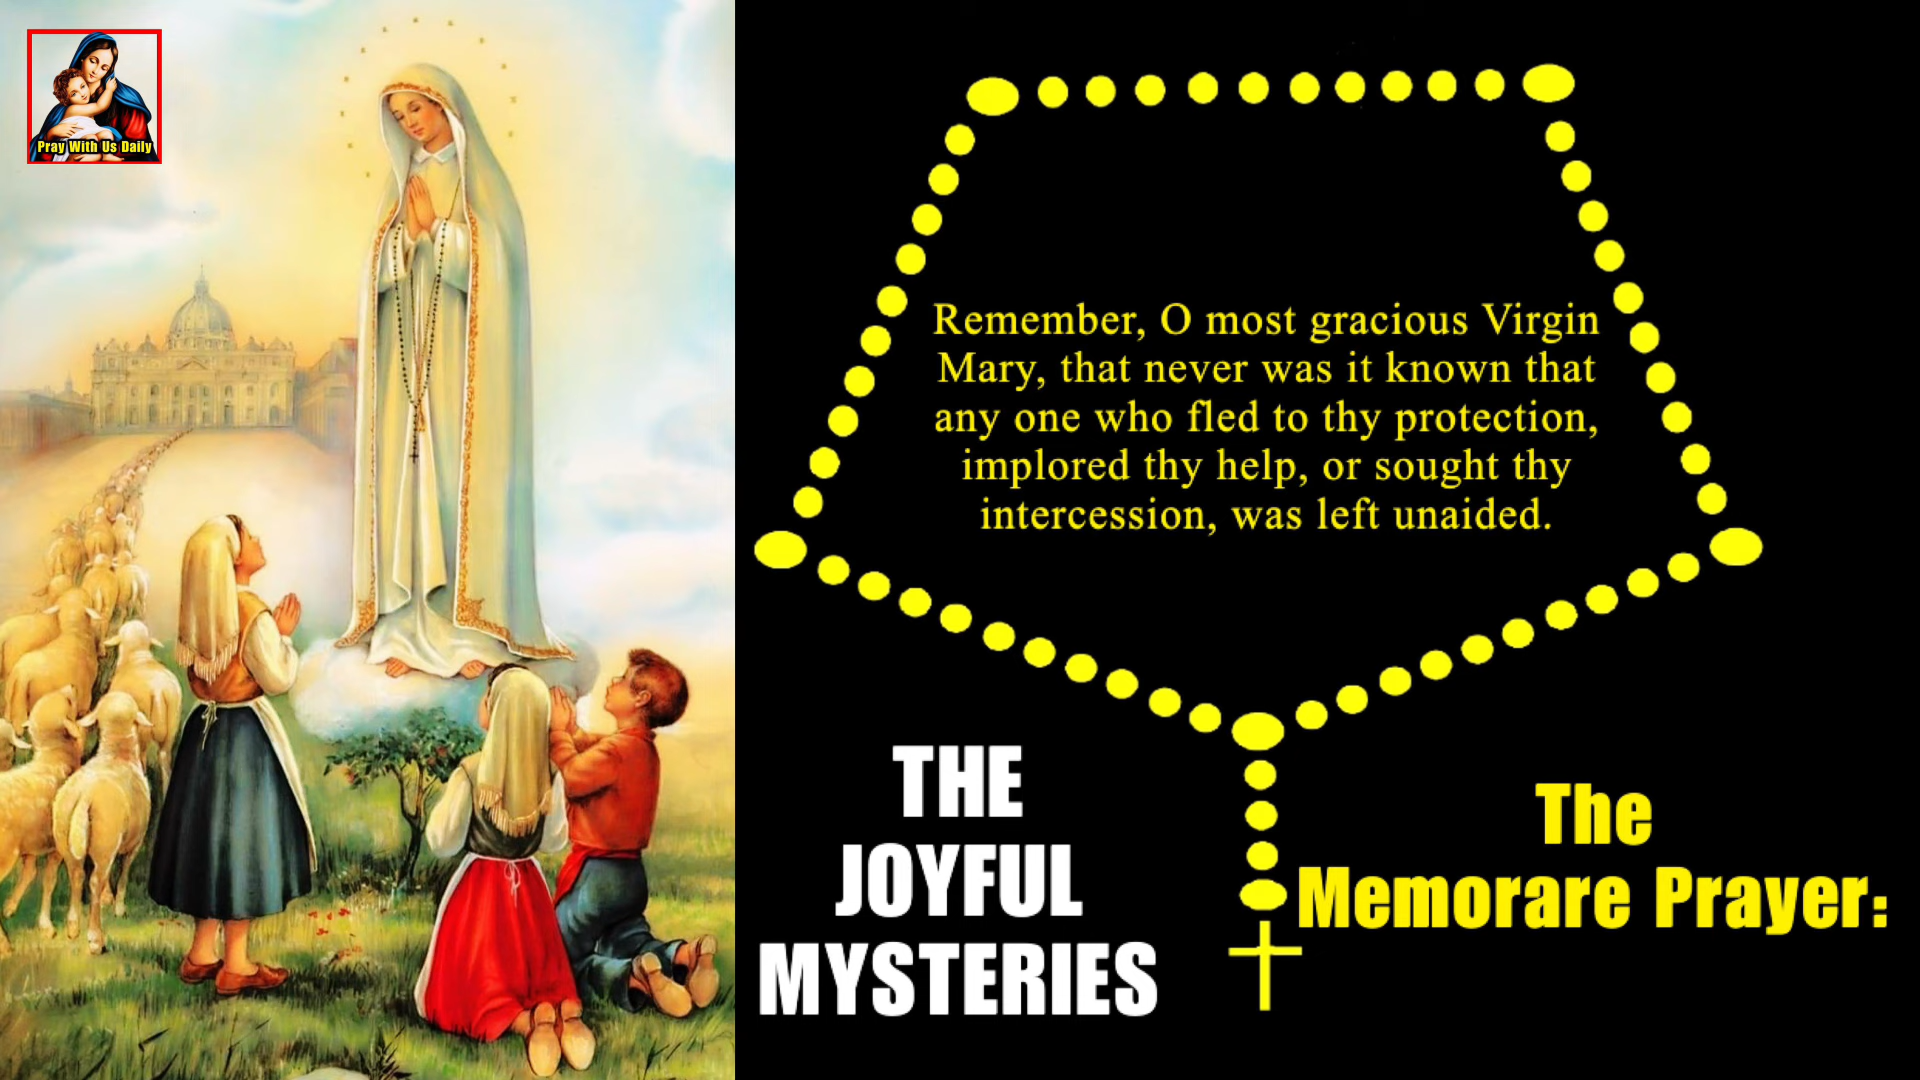 Pray With Us Daily
Remember, O most gracious Virgin
Mary, that never was it known that
any one who fled to thy protection,
implored thy help, or sought thy
intercession, was left unaided.
THE
JOYFUL
MYSTERIES
The
Memorare Prayer: